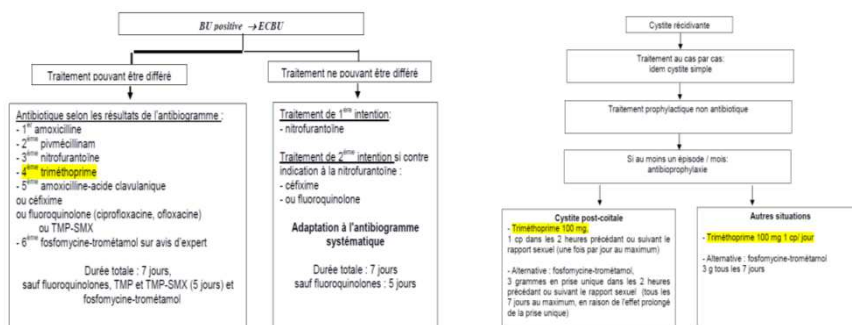 BU positive → ECBU
Traitement pouvant être différé
Traitement ne pouvant être différé
Antibiotique selon les résultats de l'antibiogramme :
- 1er amoxicilline
- 2ème pivmécillinam
- 3ème nitrofurantoïne
- 4ème triméthoprime
- 5ème amoxicilline-acide clavulanique
ou céfixime
ou fluoroquinolone (ciprofloxacine, ofloxacine)
ou TMP-SMX
- 6ème fosfomycine-trométamol sur avis d'expert
Durée totale : 7 jours,
sauf fluoroquinolones, TMP et TMP-SMX (5 jours) et
fosfomycine-trométamol
Traitement de 1ère intention:
- nitrofurantoïne
Traitement de 2ème intention si contre
indication à la nitrofurantoïne :
- céfixime
- ou fluoroquinolone
Adaptation à l'antibiogramme
systématique
Durée totale : 7 jours
sauf fluoroquinolones : 5 jours
Cystite récidivante
Traitement au cas par cas:
idem cystite simple
Traitement prophylactique non antibiotique
Si au moins un épisode / mois:
antibioprophylaxie
Cystite post-coïtale
- Triméthoprime 100 mg,
1 cp dans les 2 heures précédant ou suivant le
rapport sexuel (une fois par jour au maximum)
- Alternative : fosfomycine-trométamol,
3 grammes en prise unique dans les 2 heures
précédant ou suivant le rapport sexuel (tous les
7 jours au maximum, en raison de l'effet prolongé
de la prise unique)
Autres situations
- Triméthoprime 100 mg 1 cp/ jour
- Alternative: fosfomycine-trométamol
3 g tous les 7 jours